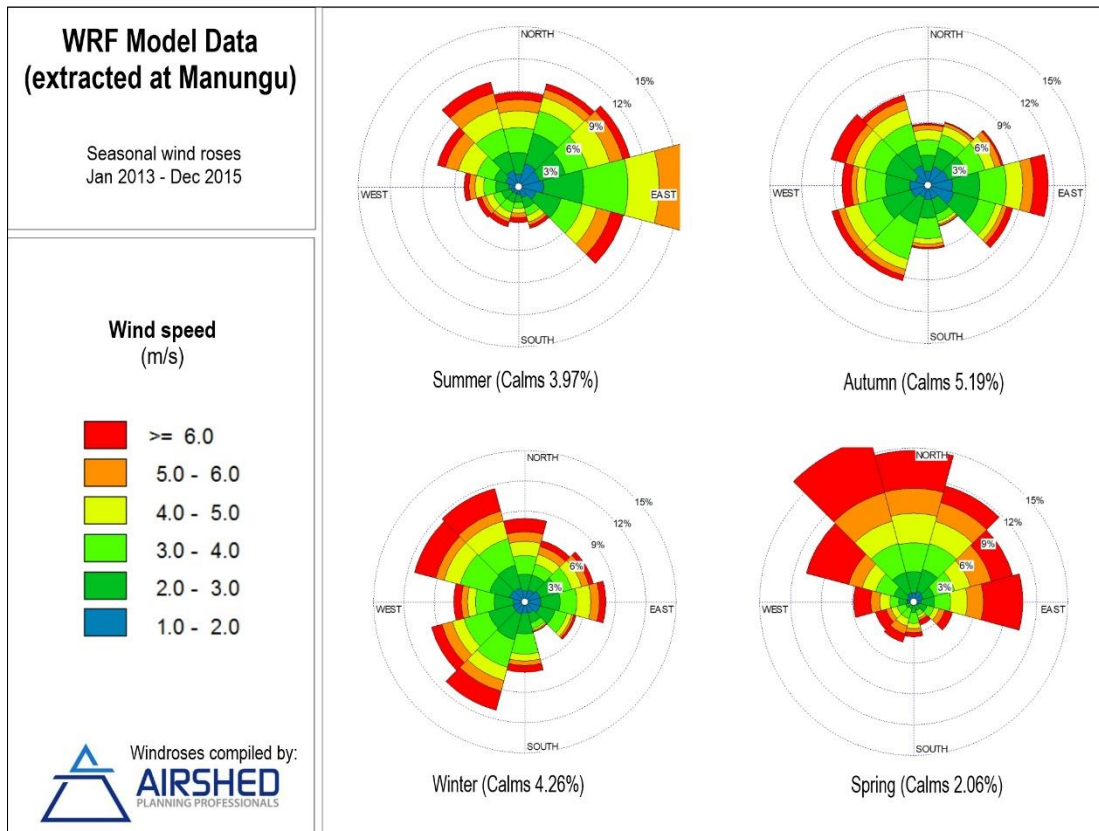 WRF Model Data
(extracted at Manungu)
Seasonal wind roses
Jan 2013 - Dec 2015
Wind speed
(m/s)
>= 6.0
5.0 - 6.0
4.0 - 5.0
3.0 - 4.0
2.0 - 3.0
1.0 - 2.0
Windroses compiled by:
AIRSHED
PLANNING PROFESSIONALS
NORTH
15%
12%
9%
6%
3%
WEST
EAST
SOUTH
Summer (Calms 3.97%)
NORTH
15%
12%
9%
6%
3%
WEST
EAST
SOUTH
Autumn (Calms 5.19%)
NORTH
15%
12%
9%
6%
3%
WEST
EAST
SOUTH
Winter (Calms 4.26%)
NORTH
15%
12%
9%
6%
3%
WEST
EAST
SOUTH
Spring (Calms 2.06%)